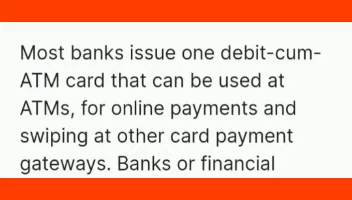 Most banks issue one debit-cum-
ATM card that can be used at
ATMs, for online payments and
swiping at other card payment
gateways. Banks or financial